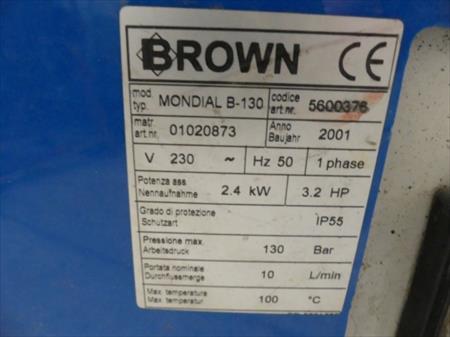 BROWN CE
mod. typ. MONDIAL B-130 codice art.nr. 5600376
matr art.nr. 01020873 Anno Baujahr 2001
V 230 ~ Hz 50 1 phase
Potenza ass. Nennaufnahme 2.4 kW 3.2 HP
Grado di protezione Schutzart IP55
Pressione max. Arbeitsdruck 130 Bar
Portata nominale Durchflussmerge 10 L/min
Max. temperature Max. temperatur 100 °C